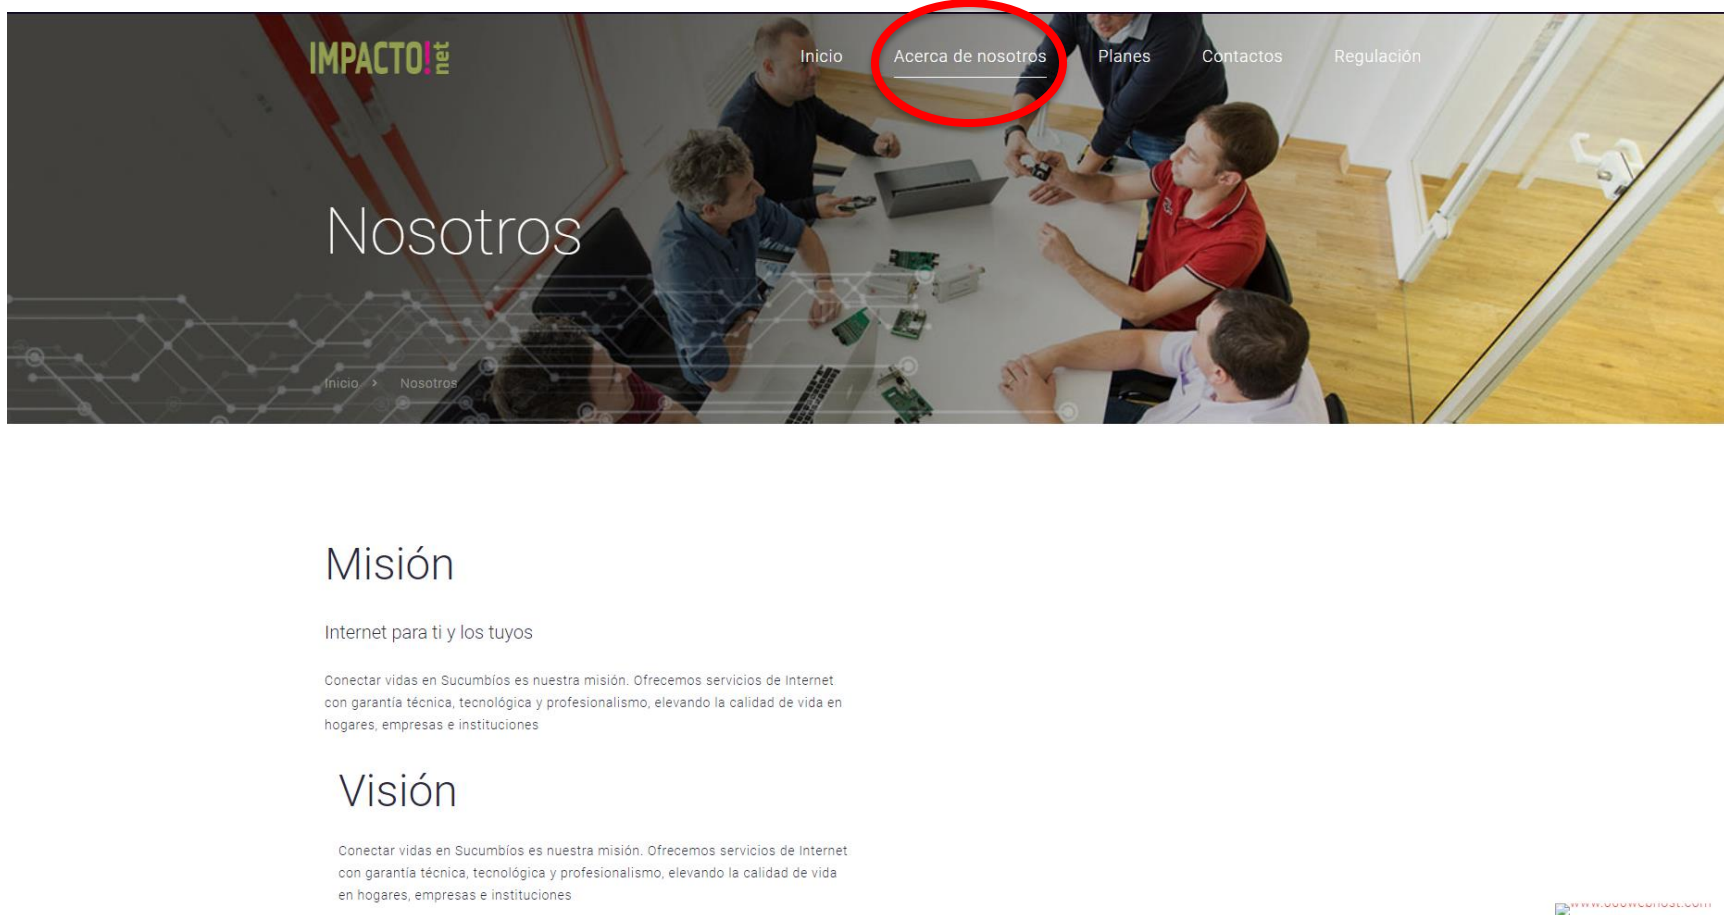 IMPACTO!net
Inicio Acerca de nosotros Planes Contactos Regulación
Nosotros
Inicio > Nosotros
Misión
Internet para ti y los tuyos
Conectar vidas en Sucumbíos es nuestra misión. Ofrecemos servicios de Internet
con garantía técnica, tecnológica y profesionalismo, elevando la calidad de vida en
hogares, empresas e instituciones
Visión
Conectar vidas en Sucumbíos es nuestra misión. Ofrecemos servicios de Internet
con garantía técnica, tecnológica y profesionalismo, elevando la calidad de vida
en hogares, empresas e instituciones